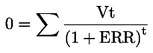 0 = ∑ Vt / (1 + ERR)^t